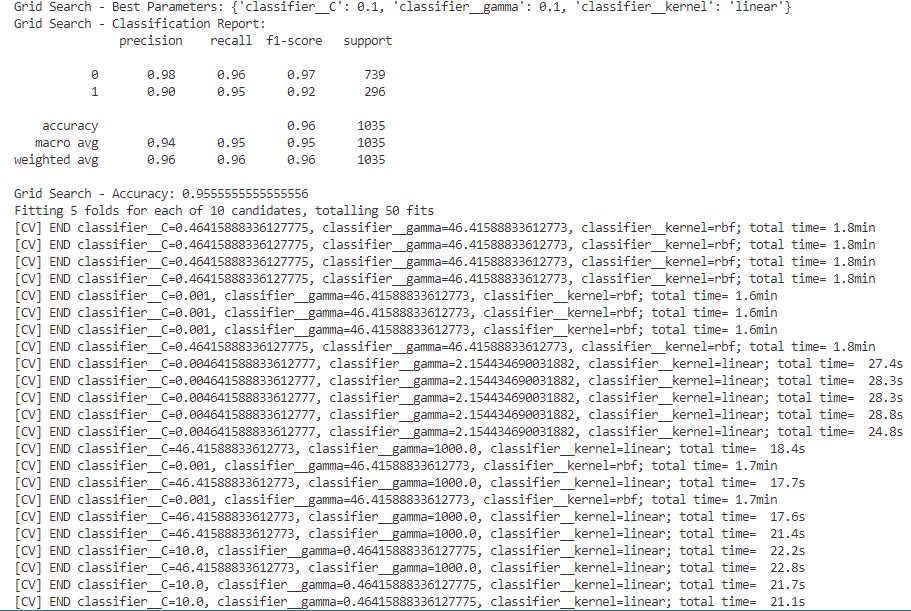 Grid Search - Best Parameters: {'classifier__C': 0.1, 'classifier__gamma': 0.1, 'classifier__kernel': 'linear'}
Grid Search - Classification Report:
precision recall f1-score support
0 0.98 0.96 0.97 739
1 0.90 0.95 0.92 296
accuracy 0.96 1035
macro avg 0.94 0.95 0.95 1035
weighted avg 0.96 0.96 0.96 1035
Grid Search - Accuracy: 0.9555555555555556
Fitting 5 folds for each of 10 candidates, totalling 50 fits
[CV] END classifier__C=0.46415888336127775, classifier__gamma=46.41588833612773, classifier__kernel=rbf; total time= 1.8min
[CV] END classifier__C=0.46415888336127775, classifier__gamma=46.41588833612773, classifier__kernel=rbf; total time= 1.8min
[CV] END classifier__C=0.46415888336127775, classifier__gamma=46.41588833612773, classifier__kernel=rbf; total time= 1.8min
[CV] END classifier__C=0.46415888336127775, classifier__gamma=46.41588833612773, classifier__kernel=rbf; total time= 1.8min
[CV] END classifier__C=0.001, classifier__gamma=46.41588833612773, classifier__kernel=rbf; total time= 1.6min
[CV] END classifier__C=0.001, classifier__gamma=46.41588833612773, classifier__kernel=rbf; total time= 1.6min
[CV] END classifier__C=0.001, classifier__gamma=46.41588833612773, classifier__kernel=rbf; total time= 1.6min
[CV] END classifier__C=0.46415888336127775, classifier__gamma=46.41588833612773, classifier__kernel=rbf; total time= 1.8min
[CV] END classifier__C=0.004641588833612777, classifier__gamma=2.154434690031882, classifier__kernel=linear; total time= 27.4s
[CV] END classifier__C=0.004641588833612777, classifier__gamma=2.154434690031882, classifier__kernel=linear; total time= 28.3s
[CV] END classifier__C=0.004641588833612777, classifier__gamma=2.154434690031882, classifier__kernel=linear; total time= 28.3s
[CV] END classifier__C=0.004641588833612777, classifier__gamma=2.154434690031882, classifier__kernel=linear; total time= 28.8s
[CV] END classifier__C=0.004641588833612777, classifier__gamma=2.154434690031882, classifier__kernel=linear; total time= 24.8s
[CV] END classifier__C=46.41588833612773, classifier__gamma=1000.0, classifier__kernel=linear; total time= 18.4s
[CV] END classifier__C=0.001, classifier__gamma=46.41588833612773, classifier__kernel=rbf; total time= 1.7min
[CV] END classifier__C=46.41588833612773, classifier__gamma=1000.0, classifier__kernel=linear; total time= 17.7s
[CV] END classifier__C=0.001, classifier__gamma=46.41588833612773, classifier__kernel=rbf; total time= 1.7min
[CV] END classifier__C=46.41588833612773, classifier__gamma=1000.0, classifier__kernel=linear; total time= 17.6s
[CV] END classifier__C=46.41588833612773, classifier__gamma=1000.0, classifier__kernel=linear; total time= 21.4s
[CV] END classifier__C=10.0, classifier__gamma=0.46415888336127775, classifier__kernel=linear; total time= 22.2s
[CV] END classifier__C=46.41588833612773, classifier__gamma=1000.0, classifier__kernel=linear; total time= 22.8s
[CV] END classifier__C=10.0, classifier__gamma=0.46415888336127775, classifier__kernel=linear; total time= 21.7s
[CV] END classifier__C=10.0, classifier__gamma=0.46415888336127775, classifier__kernel=linear; total time= 21.1s